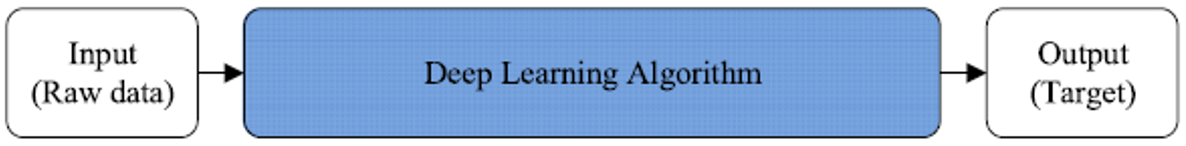 Input
(Raw data)
Deep Learning Algorithm
Output
(Target)